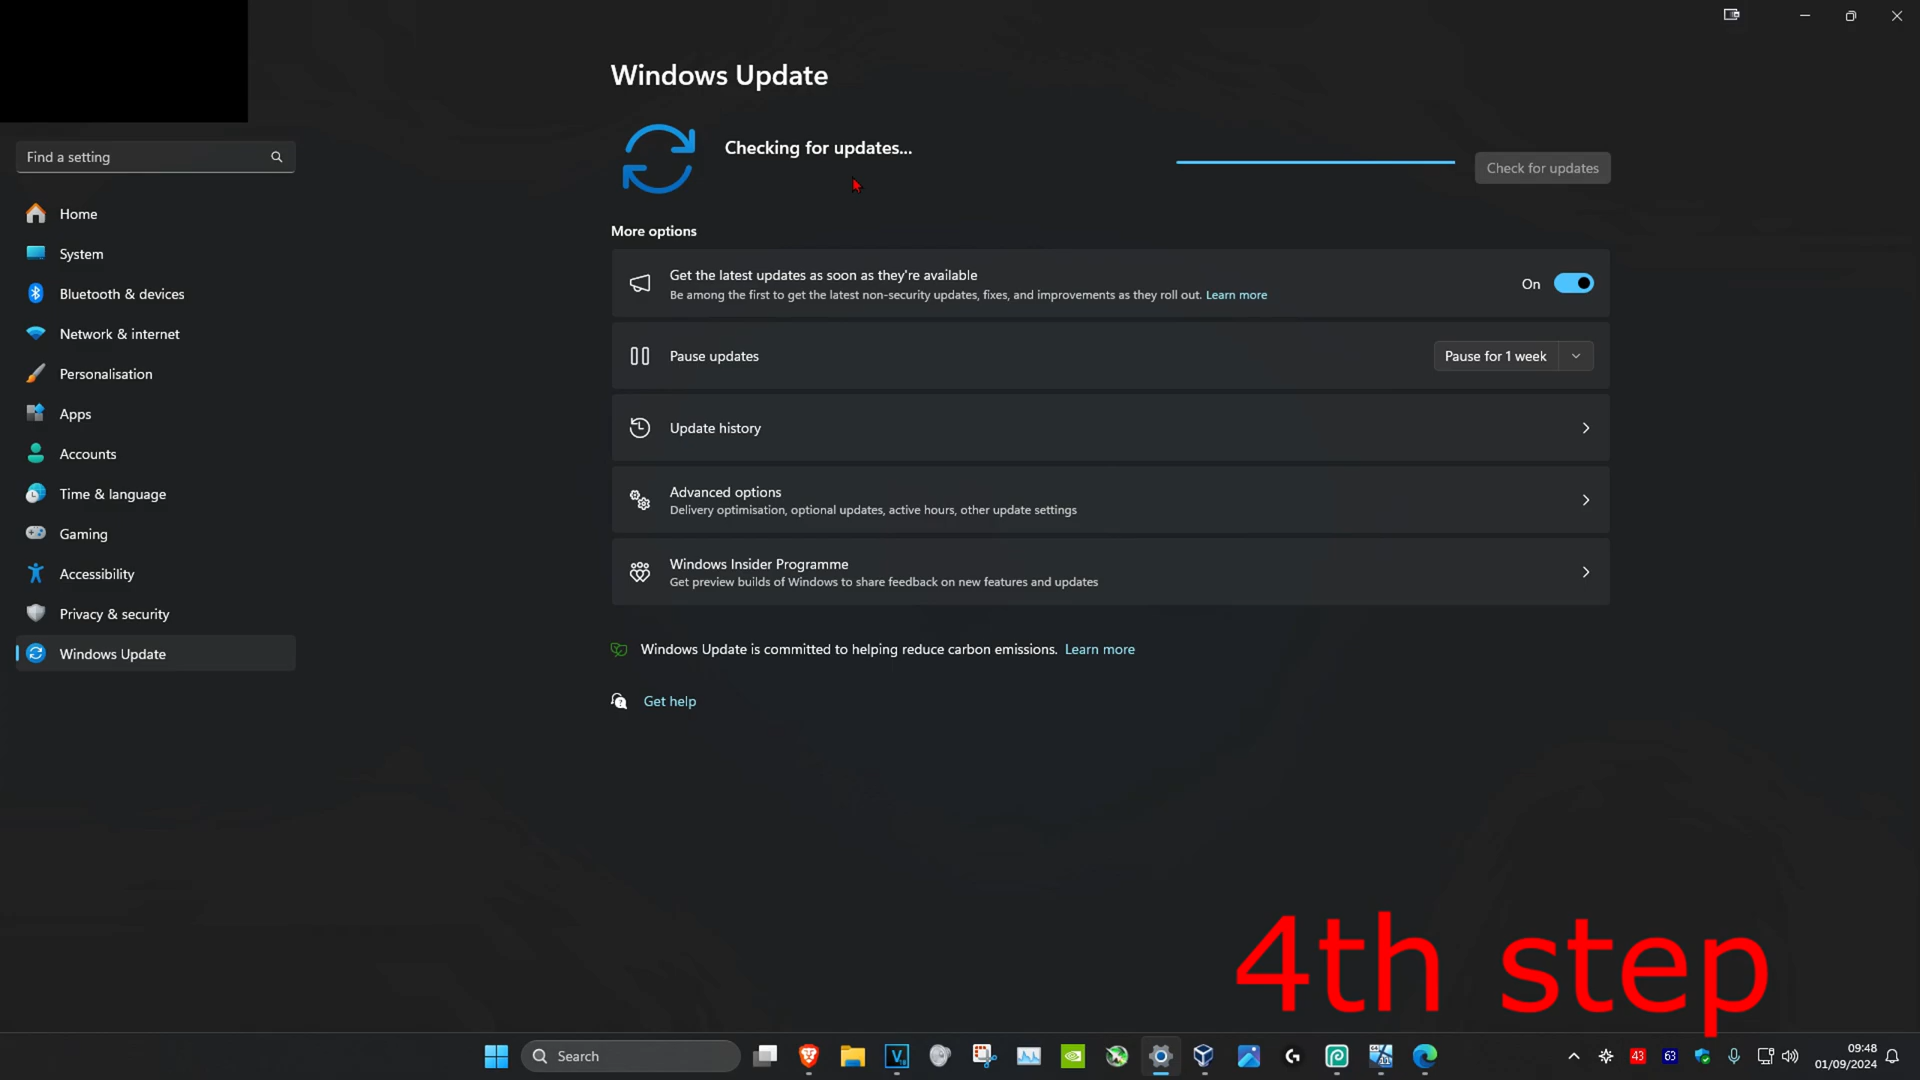 Windows Update
Checking for updates...
Check for updates
Find a setting
Home
System
Bluetooth & devices
Network & internet
Personalisation
Apps
Accounts
Time & language
Gaming
Accessibility
Privacy & security
Windows Update
More options
Get the latest updates as soon as they're available
Be among the first to get the latest non-security updates, fixes, and improvements as they roll out. Learn more
On
Pause updates
Pause for 1 week
Update history
Advanced options
Delivery optimisation, optional updates, active hours, other update settings
Windows Insider Programme
Get preview builds of Windows to share feedback on new features and updates
Windows Update is committed to helping reduce carbon emissions. Learn more
Get help
4th step
Search
43
63
09:48
01/09/2024